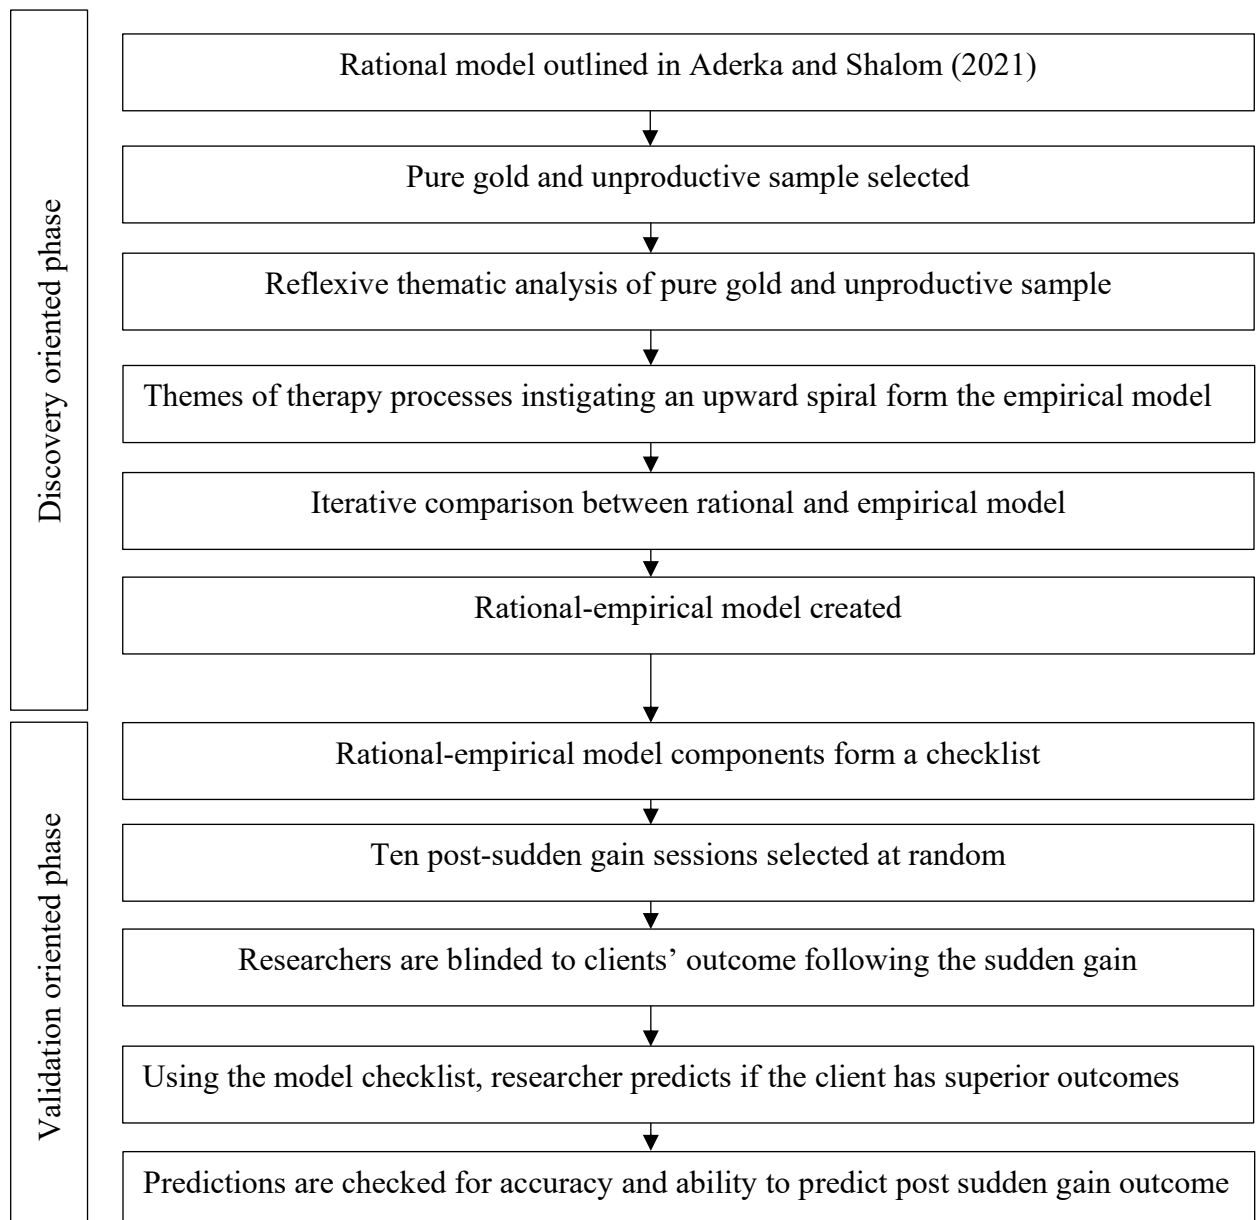 Discovery oriented phase
Rational model outlined in Aderka and Shalom (2021)
Pure gold and unproductive sample selected
Reflexive thematic analysis of pure gold and unproductive sample
Themes of therapy processes instigating an upward spiral form the empirical model
Iterative comparison between rational and empirical model
Rational-empirical model created
Validation oriented phase
Rational-empirical model components form a checklist
Ten post-sudden gain sessions selected at random
Researchers are blinded to clients’ outcome following the sudden gain
Using the model checklist, researcher predicts if the client has superior outcomes
Predictions are checked for accuracy and ability to predict post sudden gain outcome